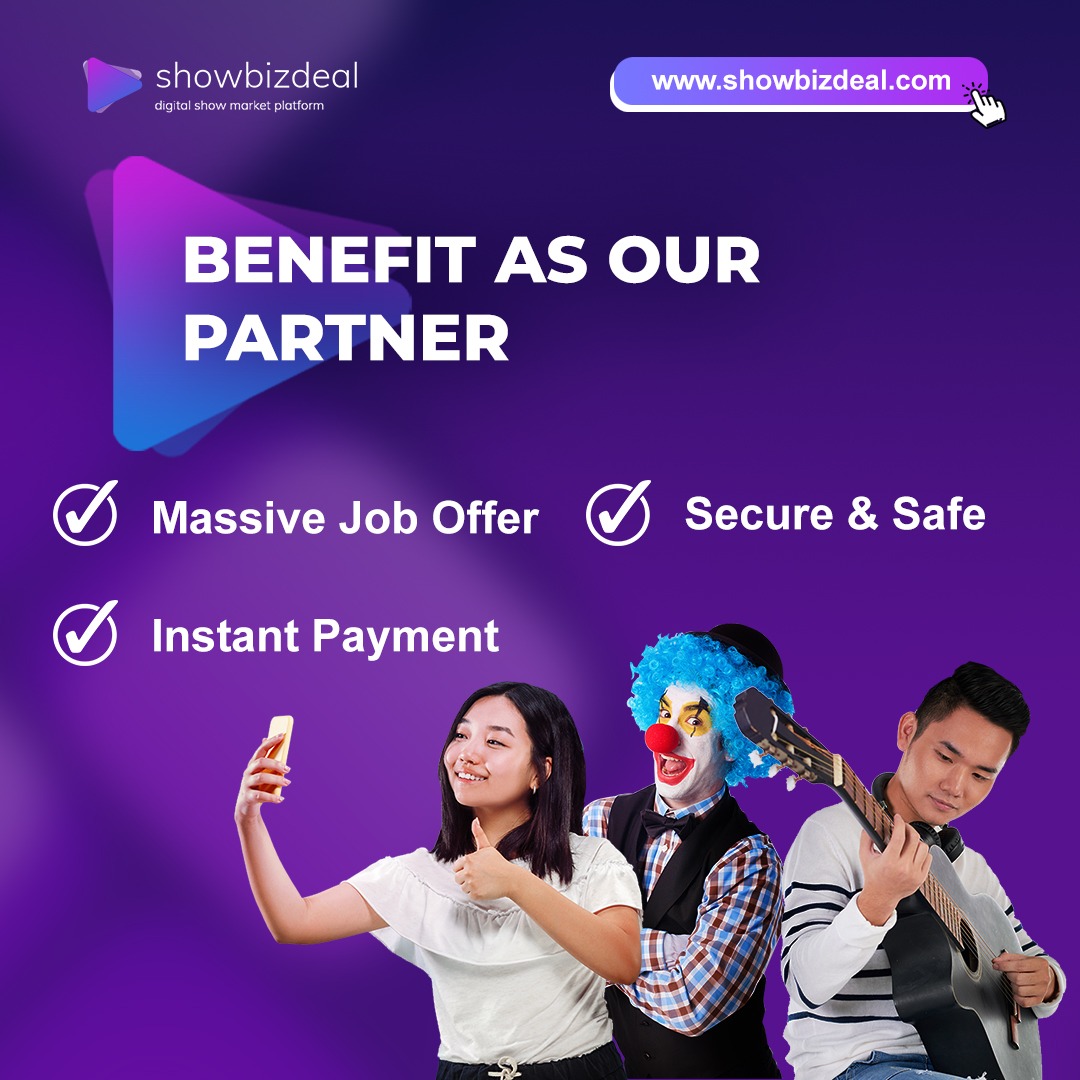 showbizdeal
digital show market platform
www.showbizdeal.com
BENEFIT AS OUR
PARTNER
Massive Job Offer
Secure & Safe
Instant Payment